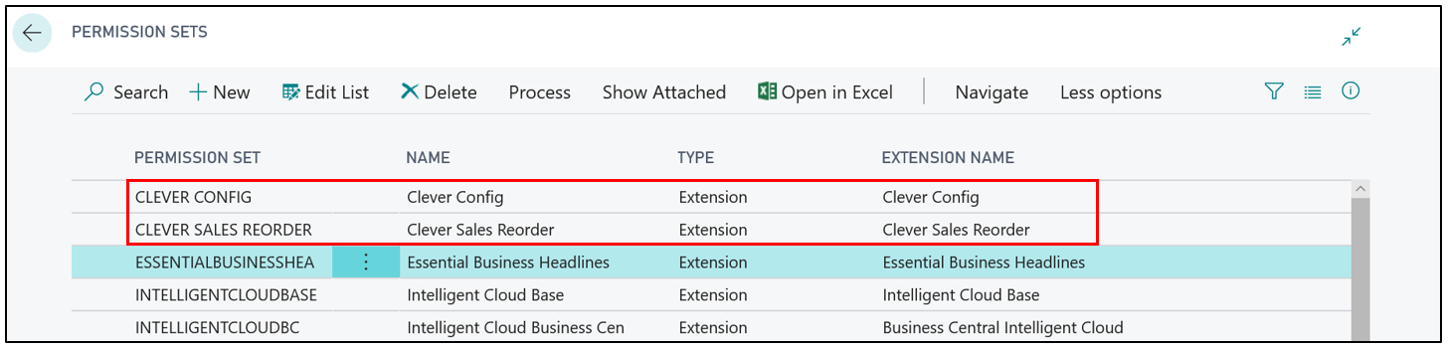 PERMISSION SETS
Search New Edit List Delete Process Show Attached Open in Excel Navigate Less options
PERMISSION SET NAME TYPE EXTENSION NAME
CLEVER CONFIG Clever Config Extension Clever Config
CLEVER SALES REORDER Clever Sales Reorder Extension Clever Sales Reorder
ESSENTIALBUSINESSHEA Essential Business Headlines Extension Essential Business Headlines
INTELLIGENTCLOUDBASE Intelligent Cloud Base Extension Intelligent Cloud Base
INTELLIGENTCLOUDBC Intelligent Cloud Business Cen Extension Business Central Intelligent Cloud